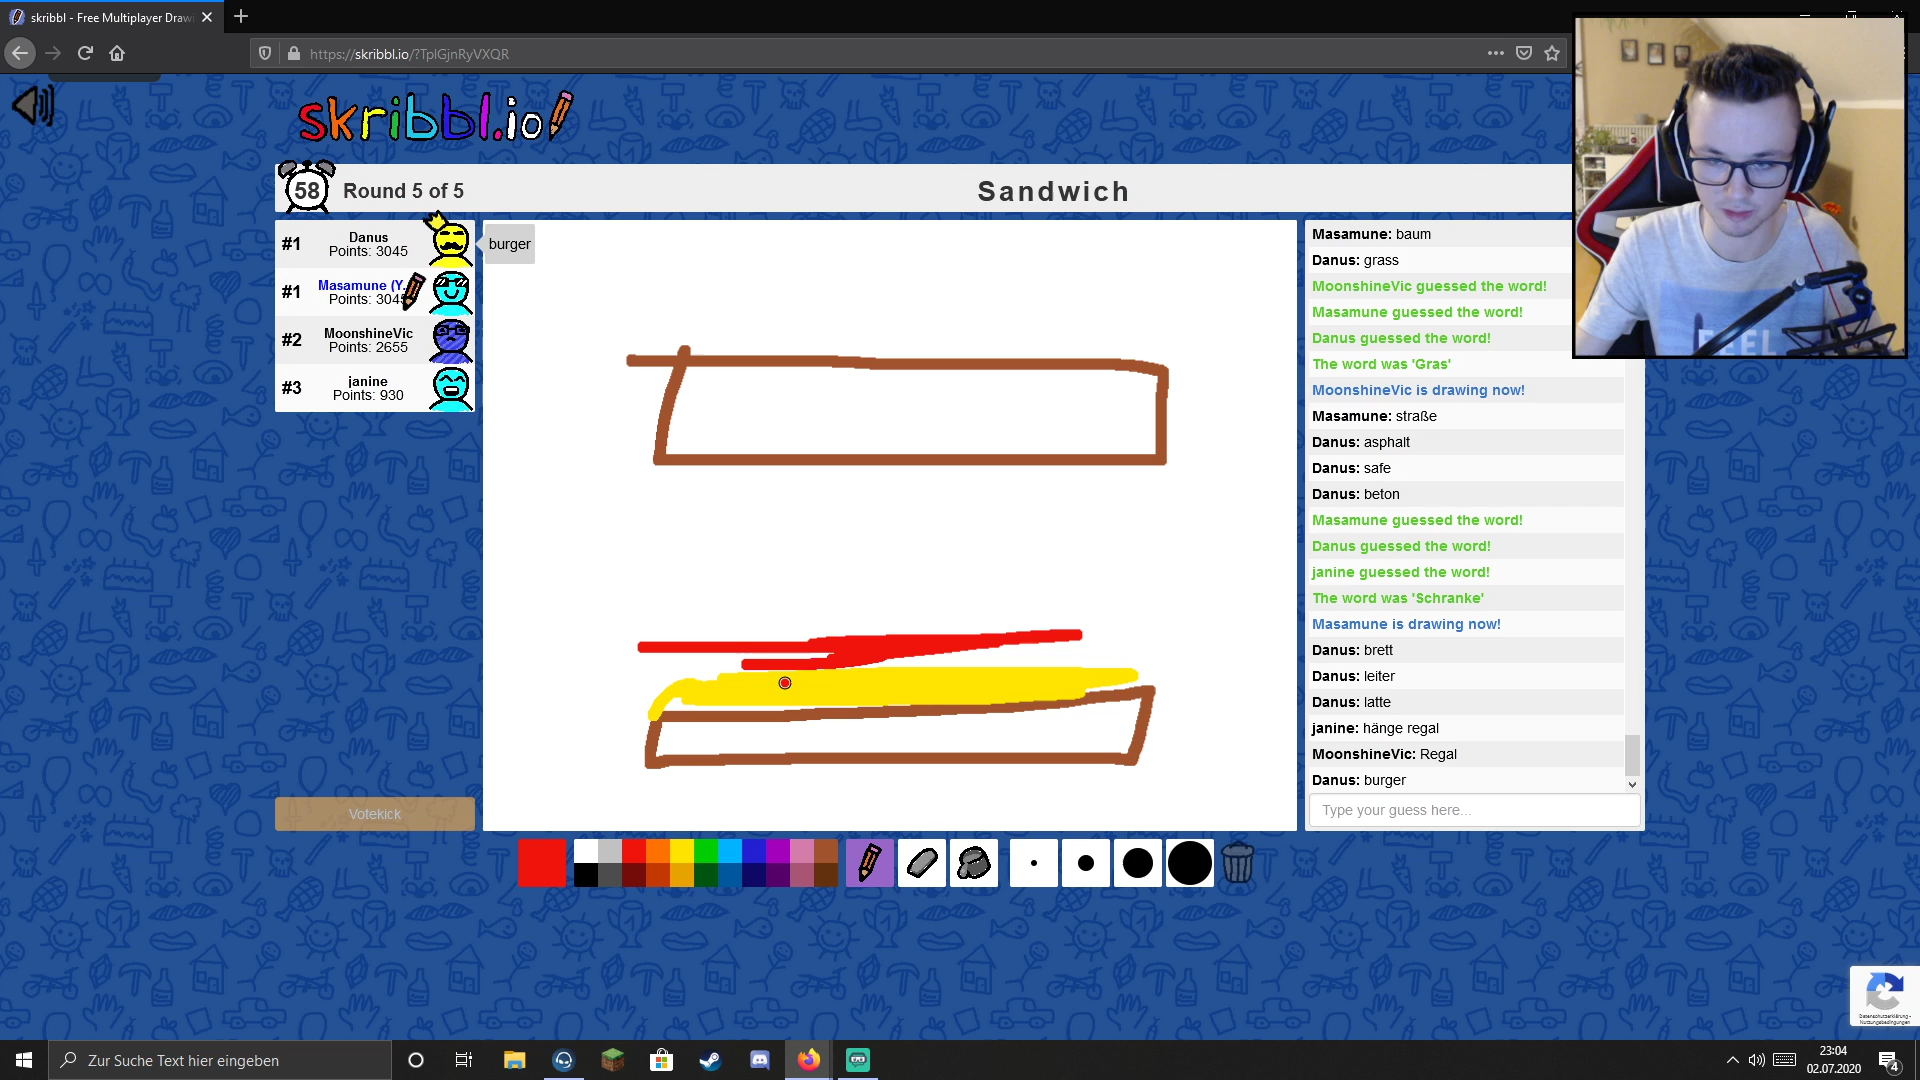 skribbl - Free Multiplayer Draw
https://skribbl.io/?TplGjnRyVXQR
skribbl.io
58
Round 5 of 5
Sandwich
#1
Danus
Points: 3045
burger
#1
Masamune (Y.
Points: 3045
#2
MoonshineVic
Points: 2655
#3
janine
Points: 930
Votekick
Masamune: baum
Danus: grass
MoonshineVic guessed the word!
Masamune guessed the word!
Danus guessed the word!
The word was 'Gras'
MoonshineVic is drawing now!
Masamune: straße
Danus: asphalt
Danus: safe
Danus: beton
Masamune guessed the word!
Danus guessed the word!
janine guessed the word!
The word was 'Schranke'
Masamune is drawing now!
Danus: brett
Danus: leiter
Danus: latte
janine: hänge regal
MoonshineVic: Regal
Danus: burger
Type your guess here...
FEEL
Datenschutzerklärung -
Nutzungsbedingungen
Zur Suche Text hier eingeben
23:04
02.07.2020
4